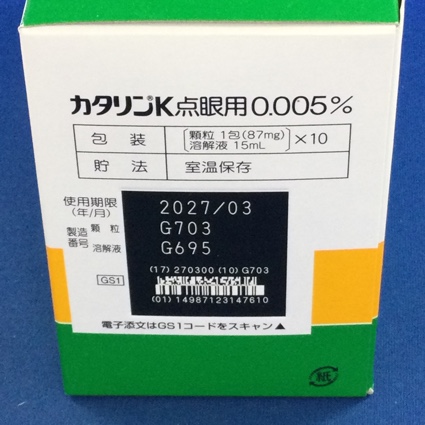 カタリン®K点眼用0.005%
包装 顆粒 1包(87mg) 溶解液 15mL ×10
貯法 室温保存
使用期限 (年/月) 2027/03
製造番号 顆粒 G703
溶解液 G695
(17) 270300 (10) G703
GS1
(01) 14987123147610
電子添文はGS1コードをスキャン▲
紙